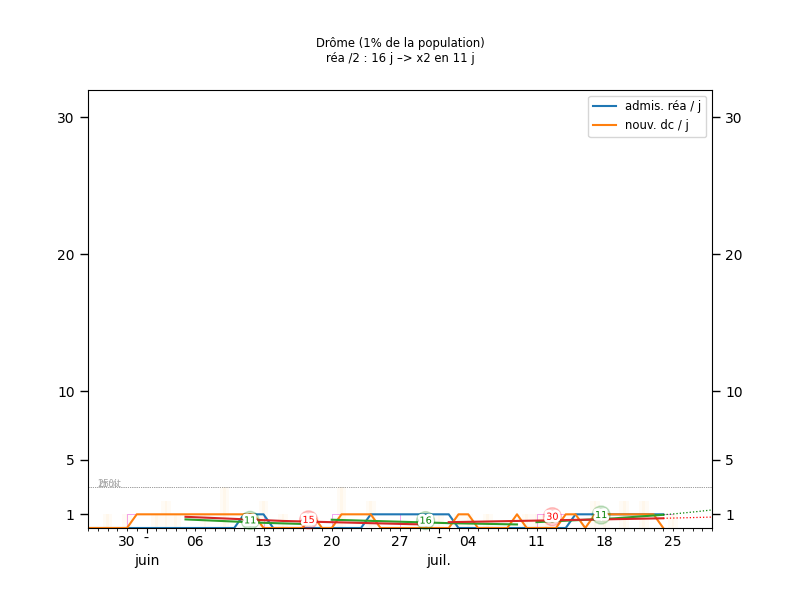 Drôme (1% de la population)
réa /2 : 16 j –> x2 en 11 j
admis. réa / j
nouv. dc / j
30 30
20 20
10 10
5 5
1 1
11 15 16 30 11
30 - 06 13 20 27 - 04 11 18 25
juin juil.